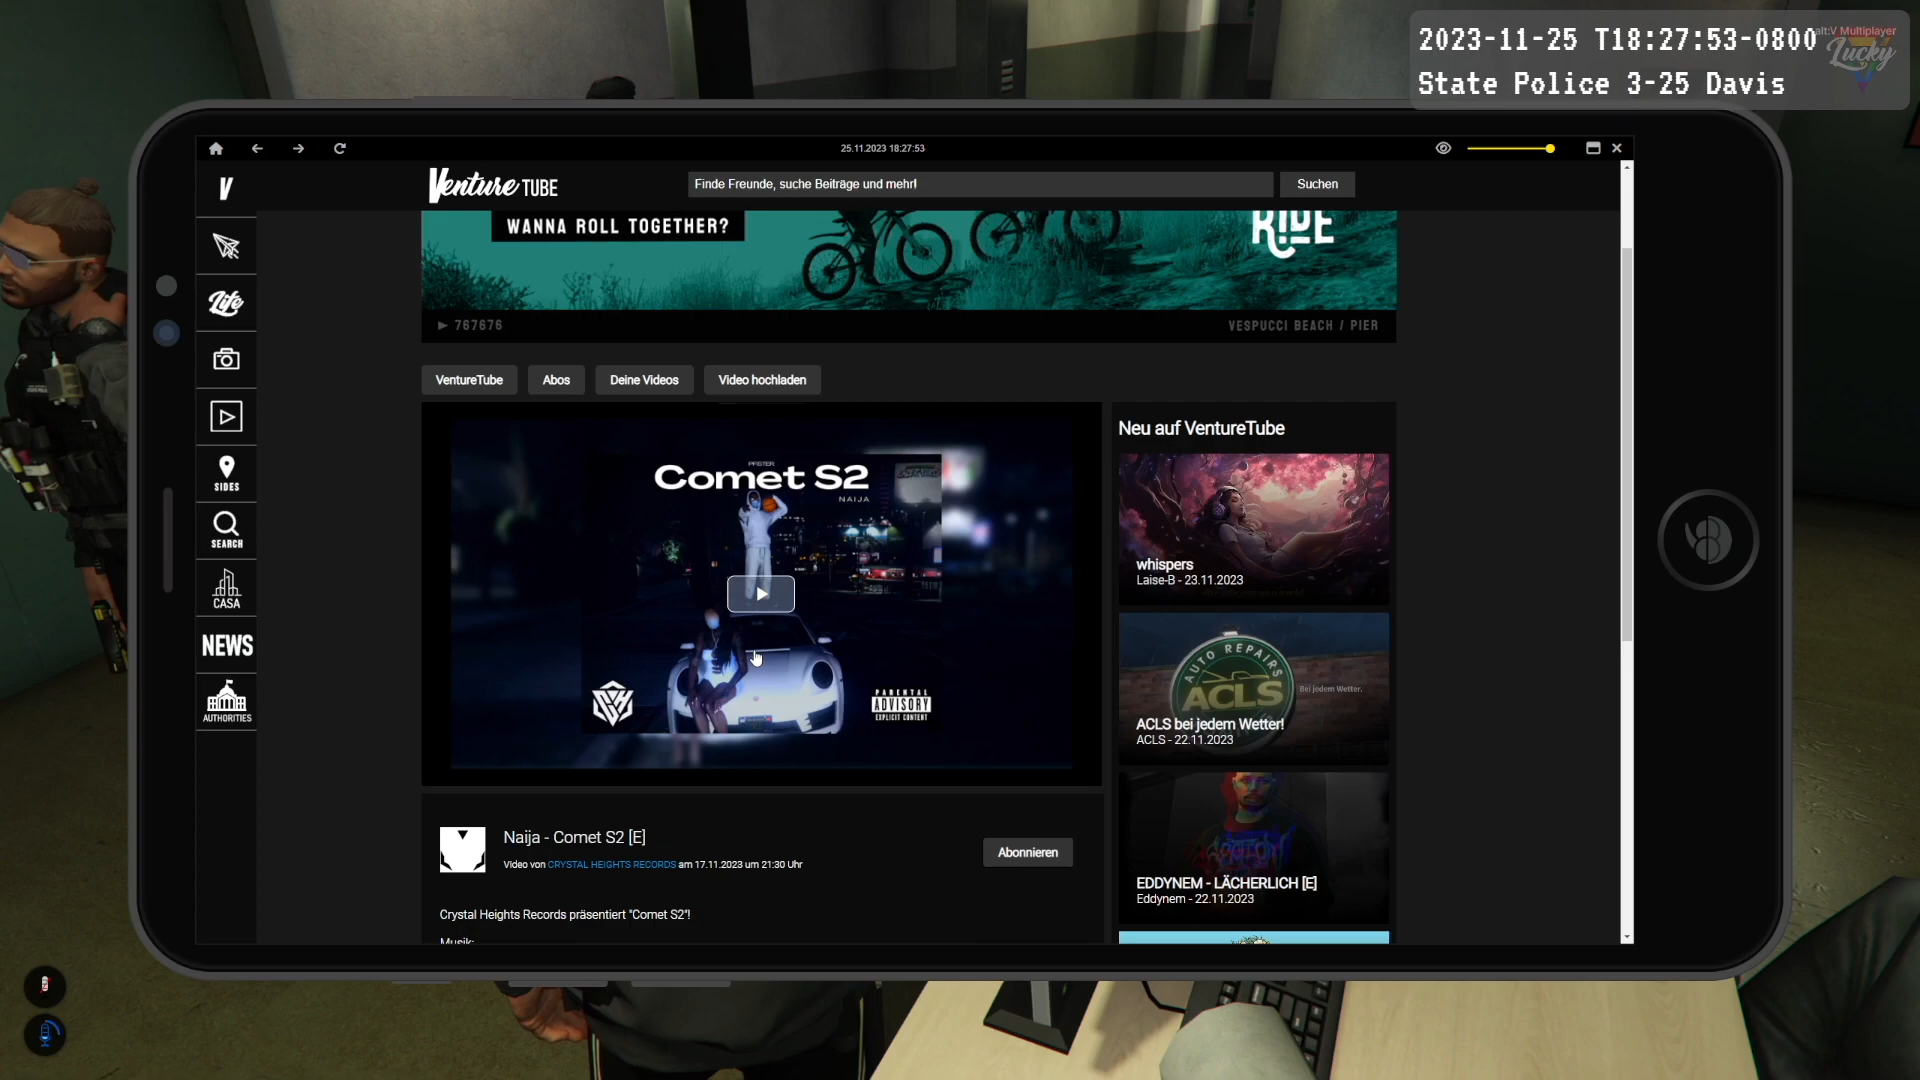 2023-11-25 T18:27:53-0800
alt:V Multiplayer
Lucky
State Police 3-25 Davis
25.11.2023 18:27:53
V
Venture TUBE
Finde Freunde, suche Beiträge und mehr!
Suchen
WANNA ROLL TOGETHER?
RIDE
767676
VESPUCCI BEACH / PIER
Life
SIDES
SEARCH
CASA
NEWS
AUTHORITIES
VentureTube
Abos
Deine Videos
Video hochladen
PFISTER
Comet S2
NAIJA
PARENTAL
ADVISORY
EXPLICIT CONTENT
Naija - Comet S2 [E]
Video von CRYSTAL HEIGHTS RECORDS am 17.11.2023 um 21:30 Uhr
Abonnieren
Crystal Heights Records präsentiert "Comet S2"!
Musik:
Neu auf VentureTube
whispers
Laise-B - 23.11.2023
AUTO REPAIRS
ACLS
Bei jedem Wetter.
ACLS bei jedem Wetter!
ACLS - 22.11.2023
EDDYNEM - LÄCHERLICH [E]
Eddynem - 22.11.2023